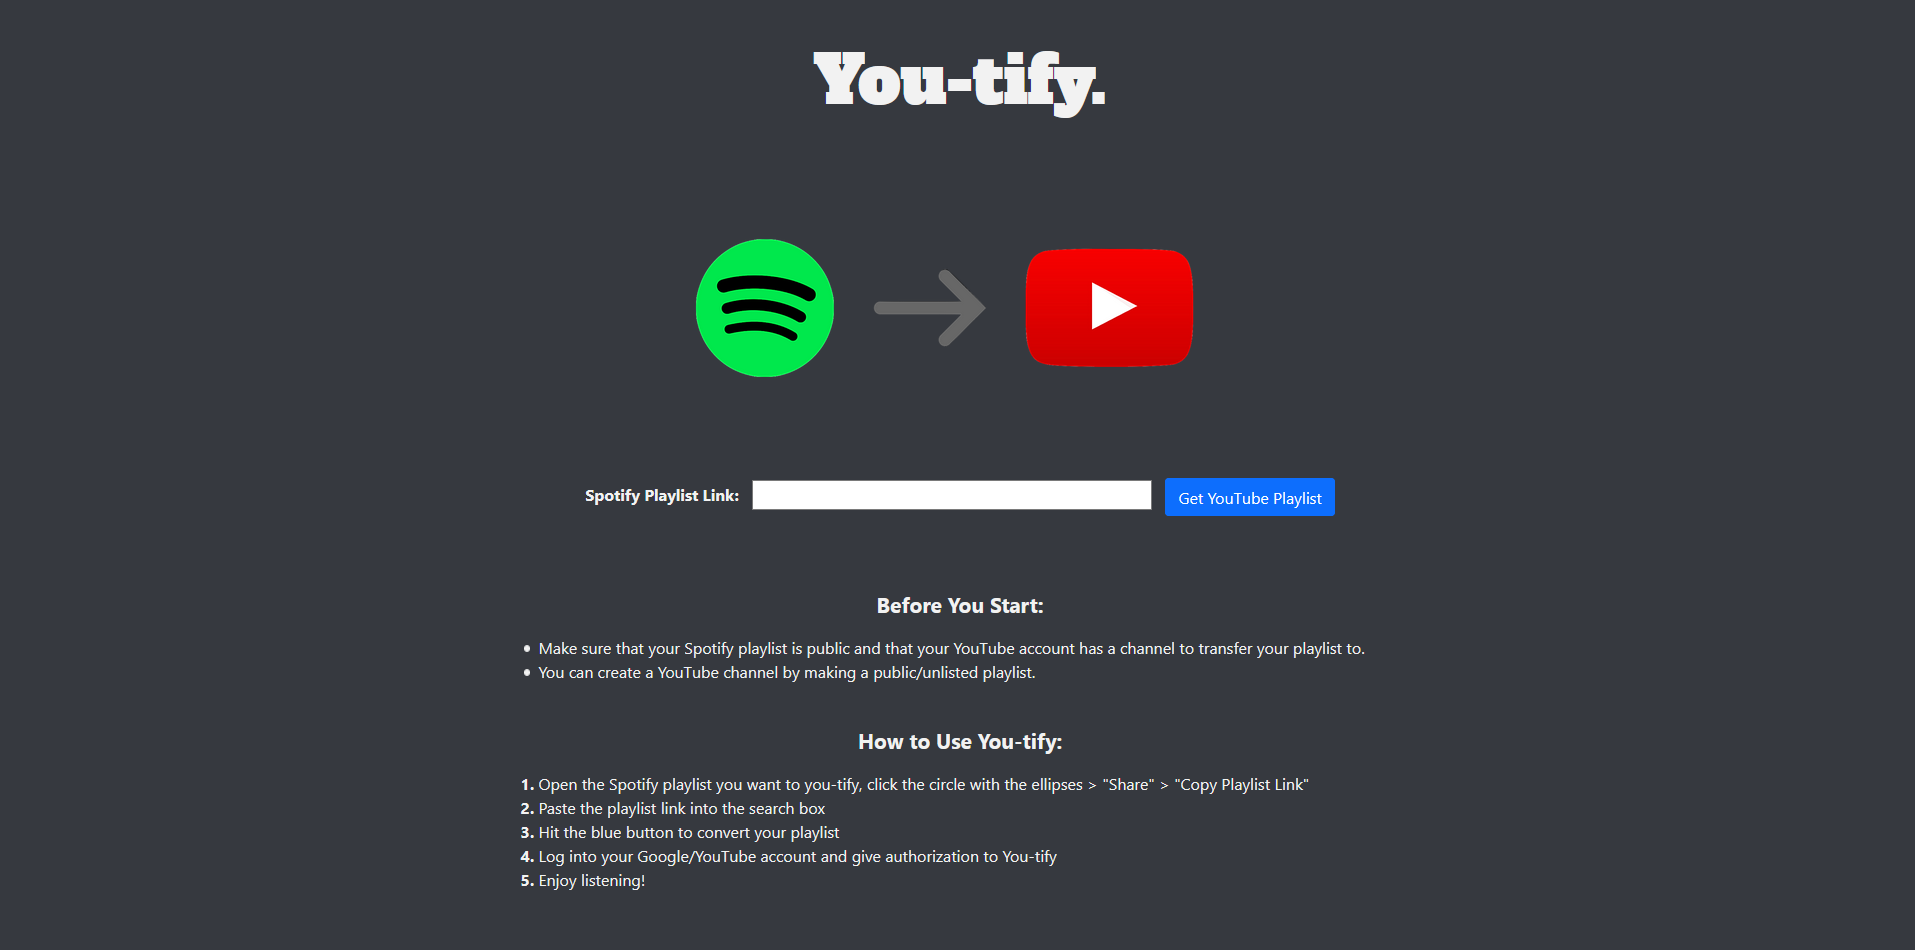 You-tify.
Spotify Playlist Link:
Get YouTube Playlist
Before You Start:
• Make sure that your Spotify playlist is public and that your YouTube account has a channel to transfer your playlist to.
• You can create a YouTube channel by making a public/unlisted playlist.
How to Use You-tify:
1. Open the Spotify playlist you want to you-tify, click the circle with the ellipses > "Share" > "Copy Playlist Link"
2. Paste the playlist link into the search box
3. Hit the blue button to convert your playlist
4. Log into your Google/YouTube account and give authorization to You-tify
5. Enjoy listening!